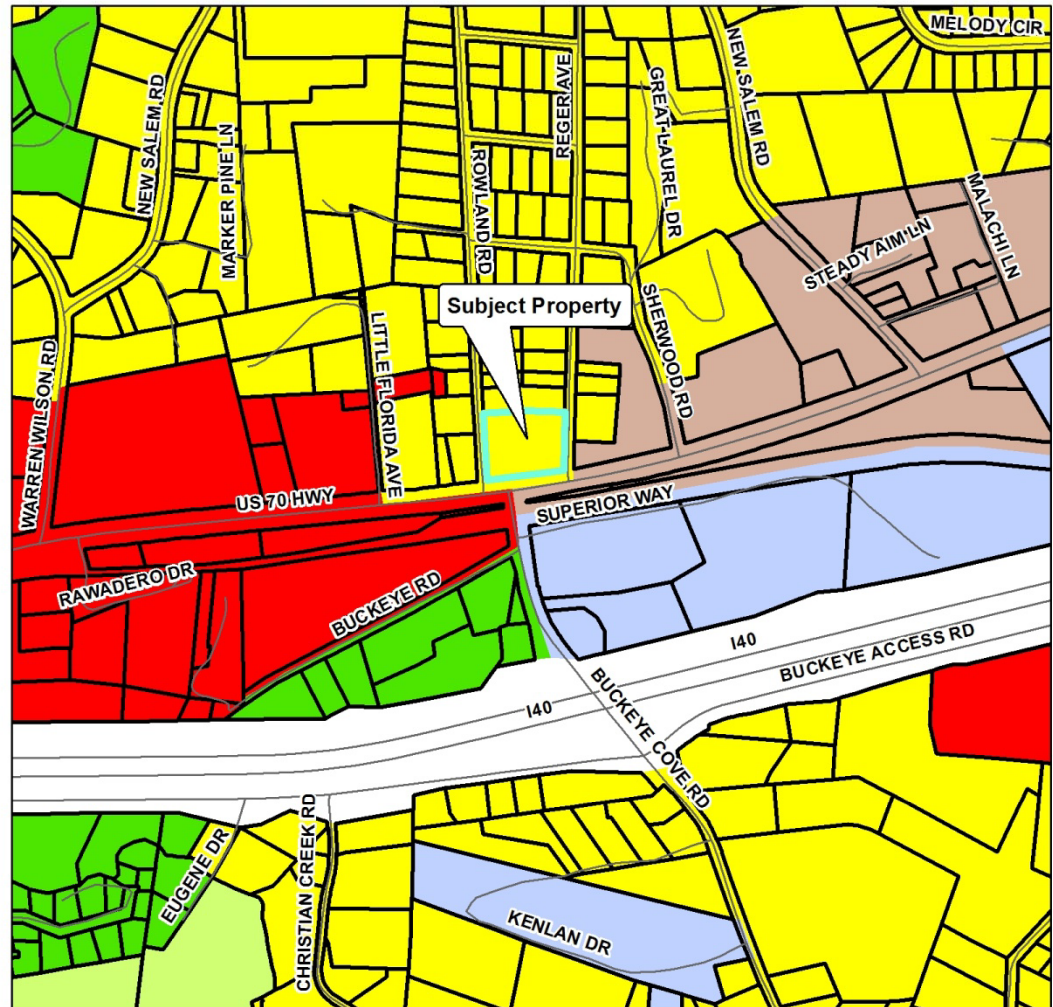 MELODY CIR
NEW SALEM RD
NEW SALEM RD
MARKER PINE LN
ROWLAND RD
REGER AVE
GREAT LAUREL DR
MALACHI LN
STEADY AIM LN
Subject Property
SHERWOOD RD
LITTLE FLORIDA AVE
WARREN WILSON RD
US 70 HWY
SUPERIOR WAY
RAWADERO DR
BUCKEYE RD
I40
BUCKEYE ACCESS RD
I40
BUCKEYE COVE RD
EUGENE DR
CHRISTIAN CREEK RD
KENLAN DR